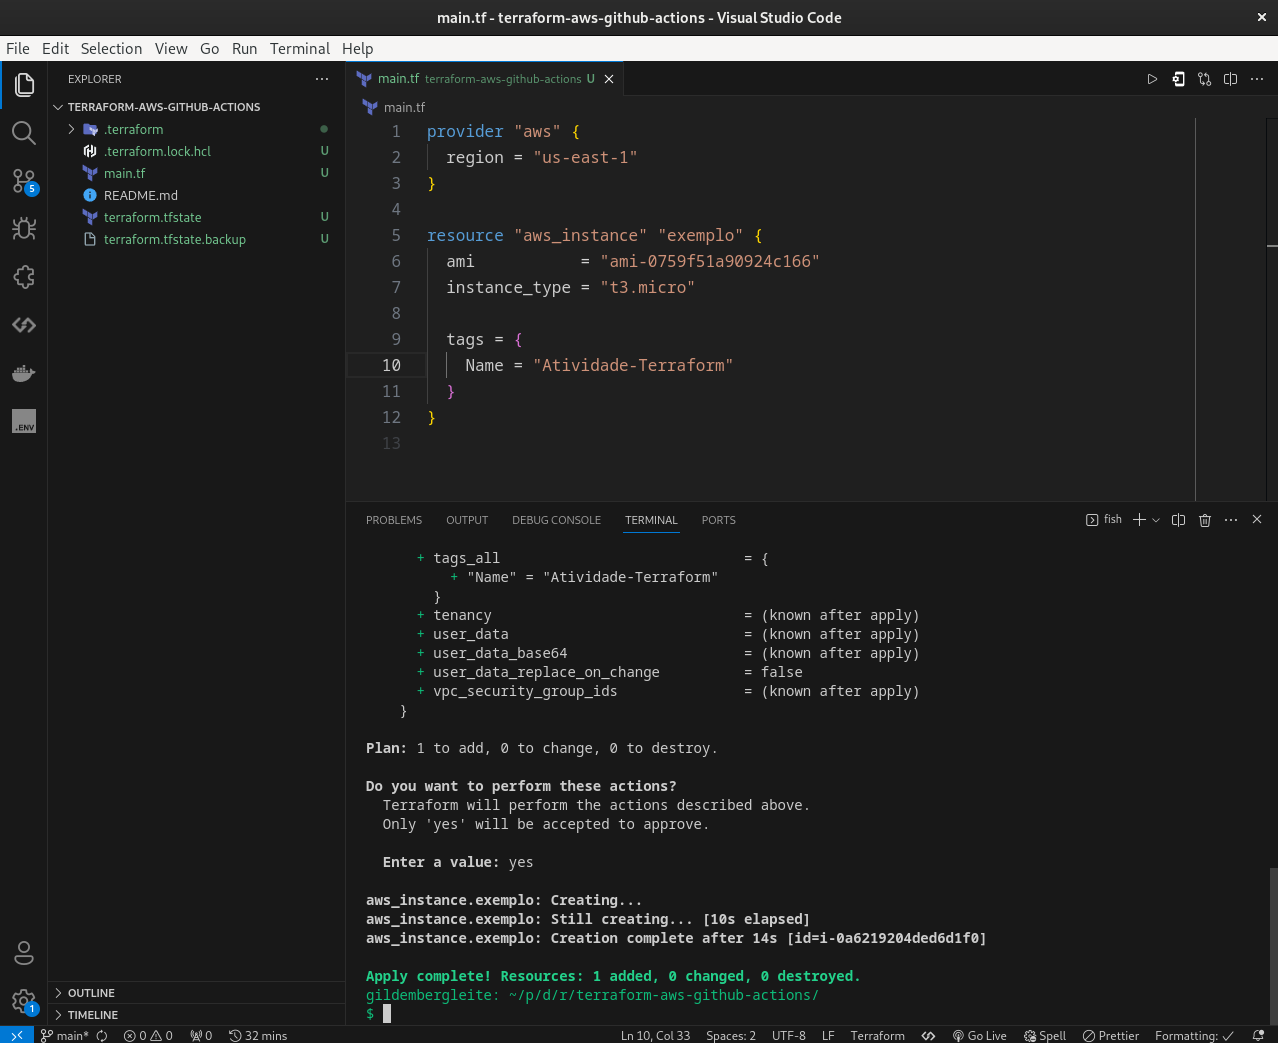 main.tf - terraform-aws-github-actions - Visual Studio Code
File Edit Selection View Go Run Terminal Help
EXPLORER
TERRAFORM-AWS-GITHUB-ACTIONS
.terraform
.terraform.lock.hcl U
main.tf U
README.md
terraform.tfstate U
terraform.tfstate.backup U
5
.ENV
1
OUTLINE
TIMELINE
main.tf terraform-aws-github-actions U
main.tf
1 provider "aws" {
2 region = "us-east-1"
3 }
4
5 resource "aws_instance" "exemplo" {
6 ami = "ami-0759f51a90924c166"
7 instance_type = "t3.micro"
8
9 tags = {
10 Name = "Atividade-Terraform"
11 }
12 }
13
PROBLEMS OUTPUT DEBUG CONSOLE TERMINAL PORTS fish
+ tags_all = {
+ "Name" = "Atividade-Terraform"
}
+ tenancy = (known after apply)
+ user_data = (known after apply)
+ user_data_base64 = (known after apply)
+ user_data_replace_on_change = false
+ vpc_security_group_ids = (known after apply)
}
Plan: 1 to add, 0 to change, 0 to destroy.
Do you want to perform these actions?
Terraform will perform the actions described above.
Only 'yes' will be accepted to approve.
Enter a value: yes
aws_instance.exemplo: Creating...
aws_instance.exemplo: Still creating... [10s elapsed]
aws_instance.exemplo: Creation complete after 14s [id=i-0a6219204ded6d1f0]
Apply complete! Resources: 1 added, 0 changed, 0 destroyed.
gildembergleite: ~/p/d/r/terraform-aws-github-actions/
$
main* 0 0 0 32 mins Ln 10, Col 33 Spaces: 2 UTF-8 LF Terraform Go Live Spell Prettier Formatting: ✓